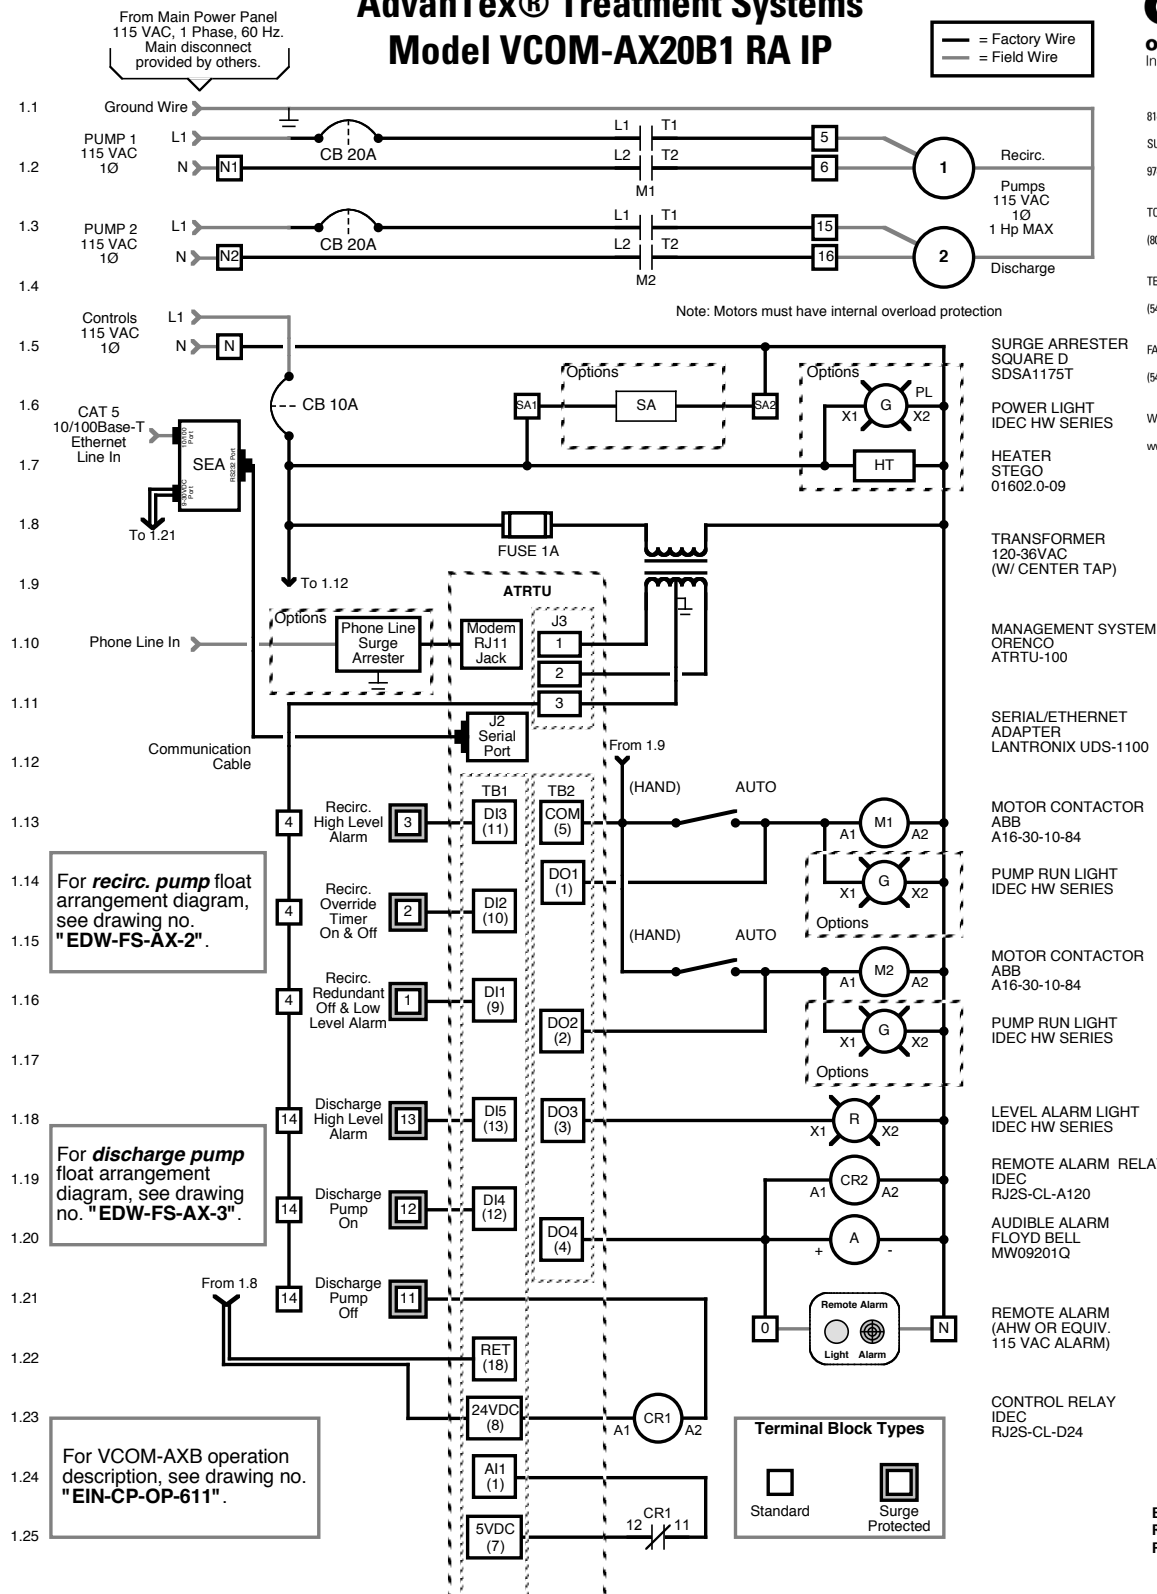 AdvanTex® Treatment Systems
Model VCOM-AX20B1 RA IP
From Main Power Panel
115 VAC, 1 Phase, 60 Hz.
Main disconnect
provided by others.
= Factory Wire
= Field Wire
1.1
Ground Wire
PUMP 1
115 VAC
1Ø
L1
N
N1
CB 20A
L1
T1
L2
T2
M1
5
6
1
Recirc.
1.2
Pumps
115 VAC
1Ø
1 Hp MAX
1.3
PUMP 2
115 VAC
1Ø
L1
N
N2
CB 20A
L1
T1
L2
T2
M2
15
16
2
Discharge
1.4
Note: Motors must have internal overload protection
Controls
115 VAC
1Ø
L1
N
N
1.5
SURGE ARRESTER
SQUARE D
SDSA1175T
1.6
CB 10A
SA1
Options
SA
SA2
Options
G
PL
X1
X2
POWER LIGHT
IDEC HW SERIES
CAT 5
10/100Base-T
Ethernet
Line In
10/100
Port
SEA
RS232 Port
9-30VDC
Port
To 1.21
1.7
HT
HEATER
STEGO
01602.0-09
1.8
FUSE 1A
TRANSFORMER
120-36VAC
(W/ CENTER TAP)
1.9
To 1.12
ATRTU
1.10
Phone Line In
Options
Phone Line
Surge
Arrester
Modem
RJ11
Jack
J3
1
2
3
MANAGEMENT SYSTEM
ORENCO
ATRTU-100
1.11
J2
Serial
Port
SERIAL/ETHERNET
ADAPTER
LANTRONIX UDS-1100
1.12
Communication
Cable
From 1.9
TB1
TB2
(HAND)
AUTO
1.13
4
Recirc.
High Level
Alarm
3
DI3
(11)
COM
(5)
M1
A1
A2
MOTOR CONTACTOR
ABB
A16-30-10-84
1.14
For recirc. pump float
arrangement diagram,
see drawing no.
"EDW-FS-AX-2".
4
Recirc.
Override
Timer
On & Off
2
DI2
(10)
DO1
(1)
G
X1
X2
Options
PUMP RUN LIGHT
IDEC HW SERIES
1.15
(HAND)
AUTO
M2
A1
A2
MOTOR CONTACTOR
ABB
A16-30-10-84
1.16
4
Recirc.
Redundant
Off & Low
Level Alarm
1
DI1
(9)
DO2
(2)
G
X1
X2
Options
PUMP RUN LIGHT
IDEC HW SERIES
1.17
1.18
14
Discharge
High Level
Alarm
13
DI5
(13)
DO3
(3)
R
X1
X2
LEVEL ALARM LIGHT
IDEC HW SERIES
For discharge pump
float arrangement
diagram, see drawing
no. "EDW-FS-AX-3".
1.19
14
Discharge
Pump
On
12
DI4
(12)
CR2
A1
A2
REMOTE ALARM RELA
IDEC
RJ2S-CL-A120
1.20
DO4
(4)
A
+
-
AUDIBLE ALARM
FLOYD BELL
MW09201Q
1.21
From 1.8
14
Discharge
Pump
Off
11
0
Remote Alarm
Light
Alarm
N
REMOTE ALARM
(AHW OR EQUIV.
115 VAC ALARM)
1.22
RET
(18)
1.23
24VDC
(8)
CR1
A1
A2
CONTROL RELAY
IDEC
RJ2S-CL-D24
For VCOM-AXB operation
description, see drawing no.
"EIN-CP-OP-611".
1.24
AI1
(1)
1.25
5VDC
(7)
CR1
12
11
Terminal Block Types
Standard
Surge
Protected